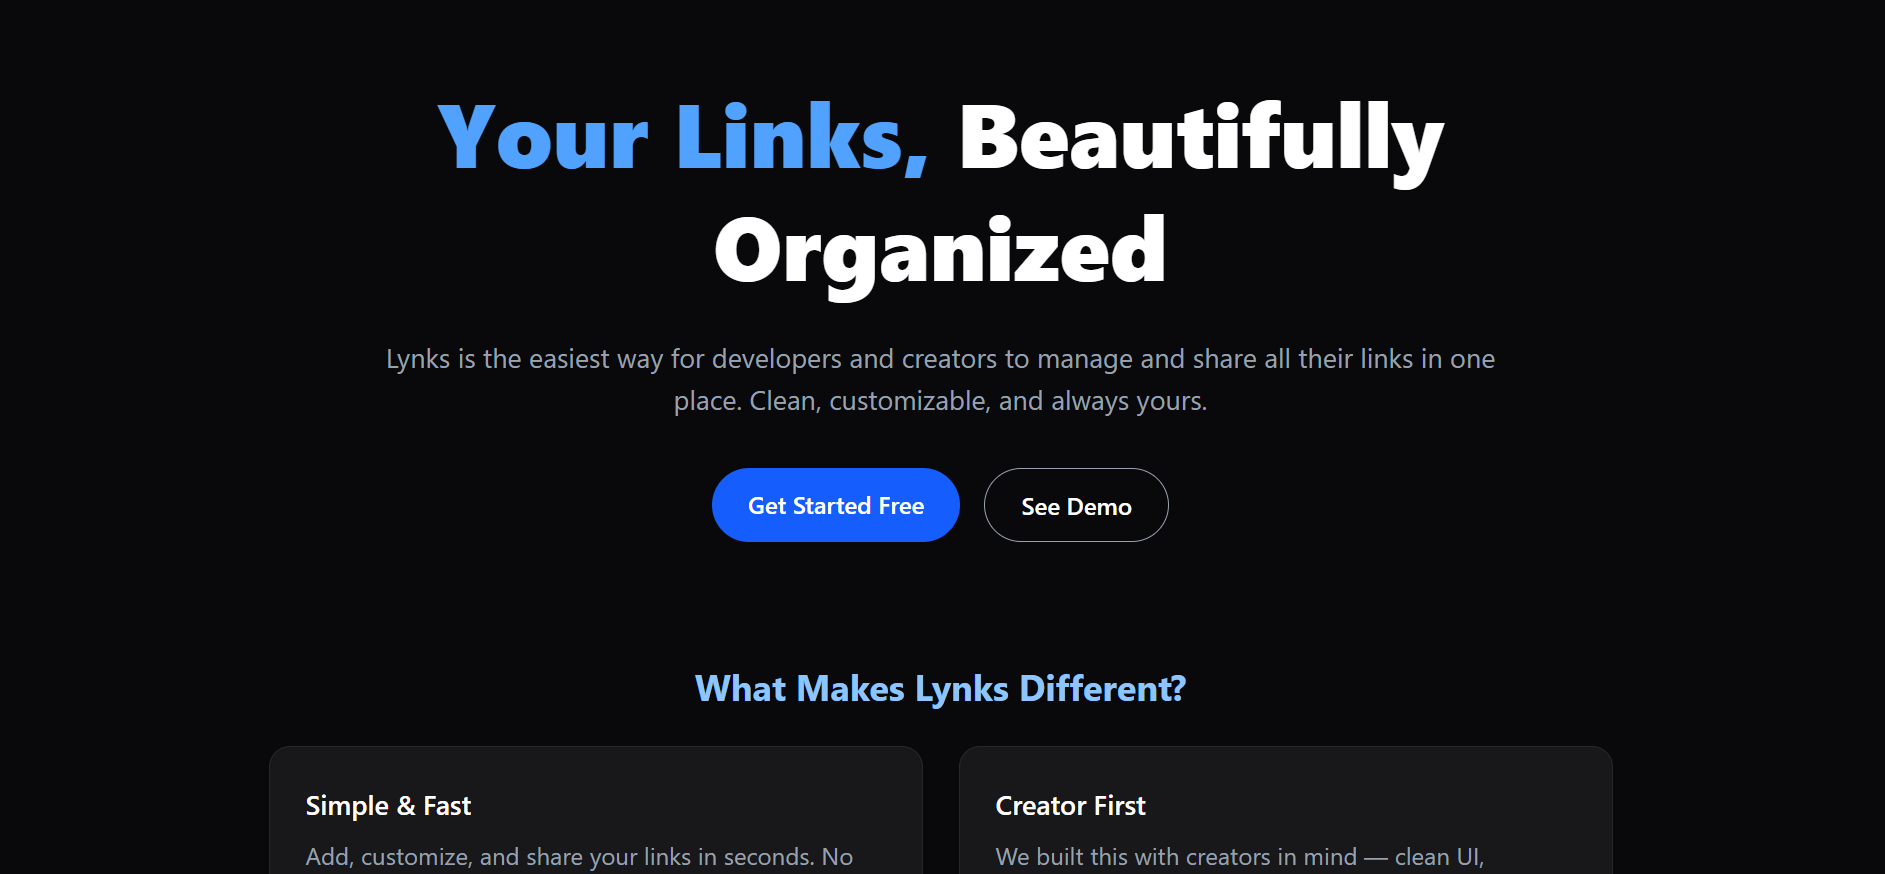 Your Links, Beautifully
Organized
Lynks is the easiest way for developers and creators to manage and share all their links in one
place. Clean, customizable, and always yours.
Get Started Free
See Demo
What Makes Lynks Different?
Simple & Fast
Add, customize, and share your links in seconds. No
Creator First
We built this with creators in mind — clean UI,